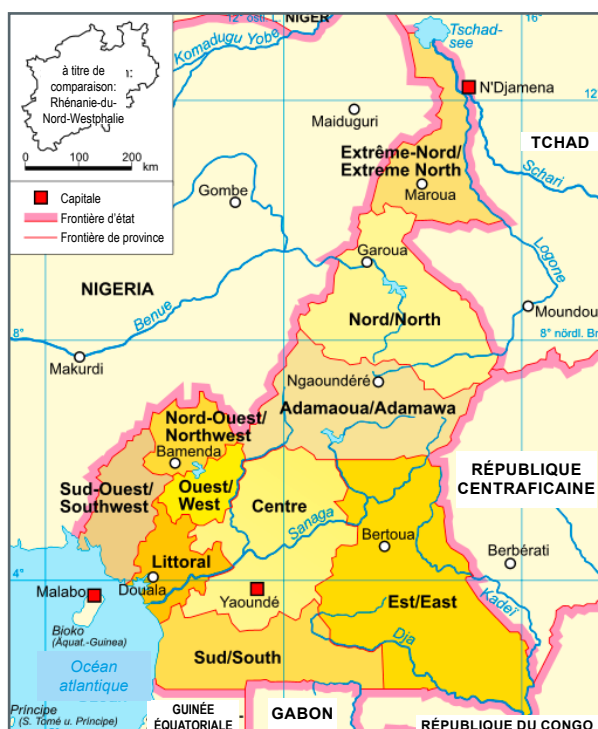 12° östl. L.
NIGER
16°
Komadugu Yobe
Tschad-
see
à titre de
comparaison:
Rhénanie-du-
Nord-Westphalie
0 100 200
km
N'Djamena
12°
Maiduguri
TCHAD
Extrême-Nord/
Extreme North
Maroua
Schari
Capitale
Frontière d'état
Frontière de province
Gombe
Garoua
Logone
NIGERIA
Benue
Nord/North
Moundou
8°
8° nördl. Br
Makurdi
Ngaoundéré
Adamaoua/Adamawa
Nord-Ouest/
Northwest
Bamenda
RÉPUBLIQUE
CENTRAFICAINE
Sud-Ouest/
Southwest
Ouest/
West
Centre
Sanaga
Bertoua
Littoral
Berbérati
4°
Malabo
Douala
Yaoundé
Est/East
Kadeï
Bioko
(Äquat.-Guinea)
Dja
Sud/South
Océan
atlantique
Príncipe
(S. Tomé u. Príncipe)
GUINÉE
ÉQUATORIALE -
GABON
RÉPUBLIQUE DU CONGO